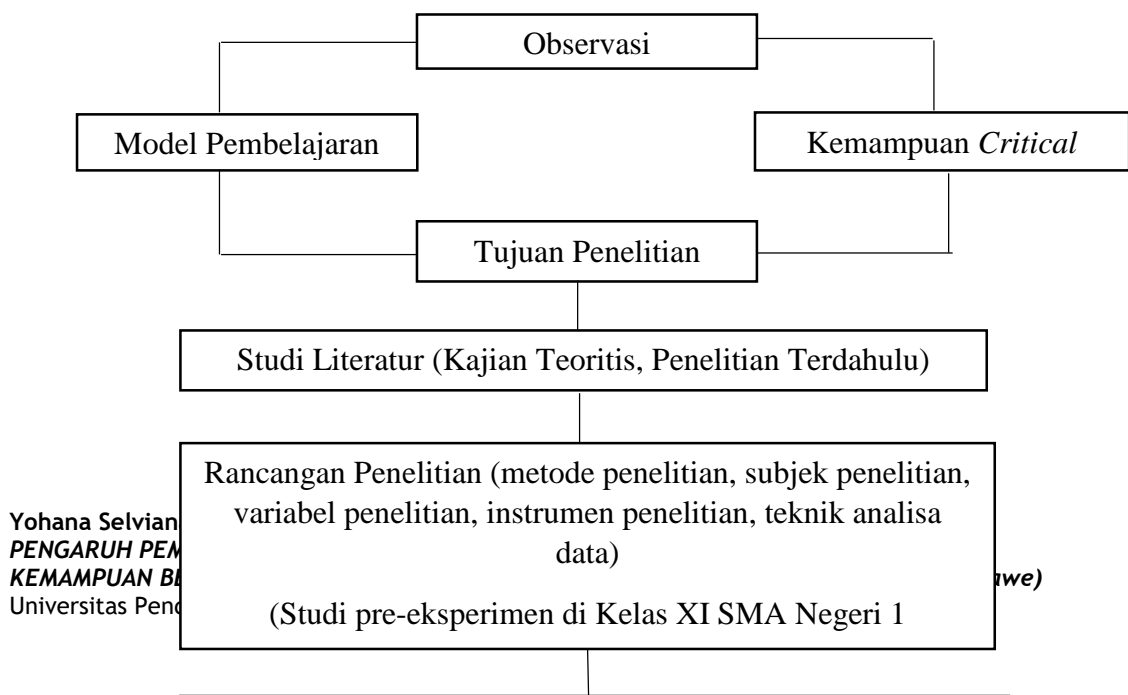 Observasi
Model Pembelajaran
Kemampuan Critical
Tujuan Penelitian
Studi Literatur (Kajian Teoritis, Penelitian Terdahulu)
Rancangan Penelitian (metode penelitian, subjek penelitian,
variabel penelitian, instrumen penelitian, teknik analisa
data)
(Studi pre-eksperimen di Kelas XI SMA Negeri 1
Yohana Selvian
PENGARUH PEM
KEMAMPUAN BE awe)
Universitas Pend